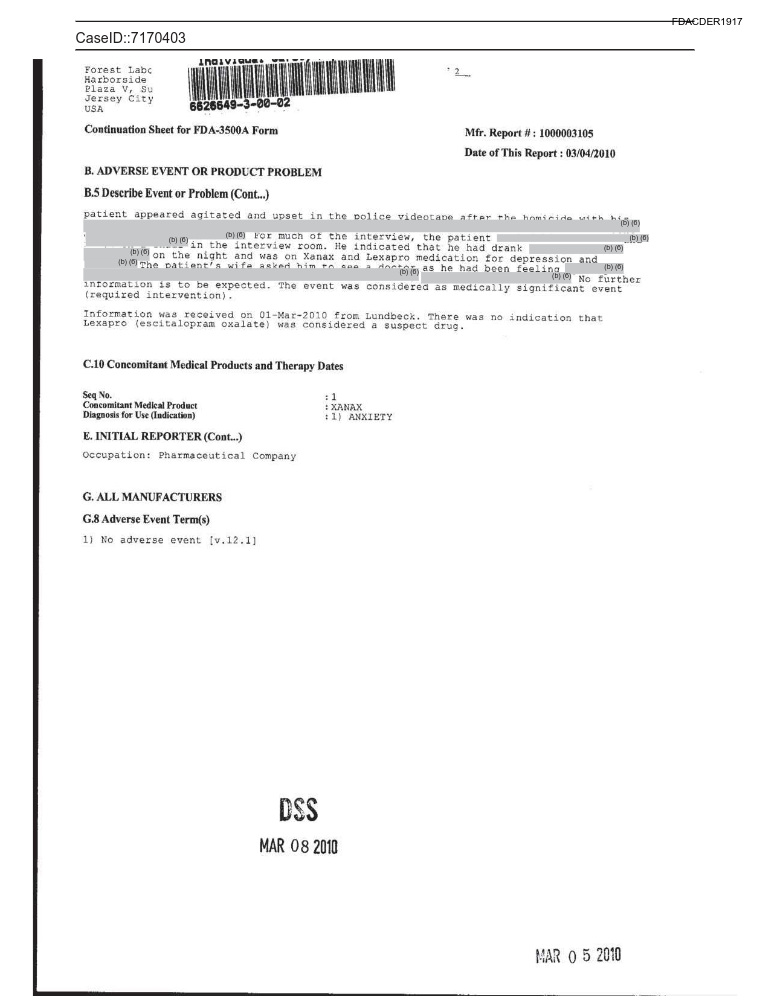 FDACDER1917
CaseID::7170403
Forest Labc
Harborside
Plaza V, Su
Jersey City
USA
6626649-3-00-02
2
Continuation Sheet for FDA-3500A Form
Mfr. Report # : 1000003105
Date of This Report : 03/04/2010
B. ADVERSE EVENT OR PRODUCT PROBLEM
B.5 Describe Event or Problem (Cont...)
patient appeared agitated and upset in the police videotape after the homicide with his (b) (6)
(b) (6) For much of the interview, the patient (b) (6)
(b) (6) in the interview room. He indicated that he had drank (b) (6)
(b) (6) on the night and was on Xanax and Lexapro medication for depression and
(b) (6) The patient's wife asked him to see a doctor (b) (6) as he had been feeling (b) (6)
(b) (6) No further
information is to be expected. The event was considered as medically significant event
(required intervention).
Information was received on 01-Mar-2010 from Lundbeck. There was no indication that
Lexapro (escitalopram oxalate) was considered a suspect drug.
C.10 Concomitant Medical Products and Therapy Dates
Seq No. : 1
Concomitant Medical Product : XANAX
Diagnosis for Use (Indication) : 1) ANXIETY
E. INITIAL REPORTER (Cont...)
Occupation: Pharmaceutical Company
G. ALL MANUFACTURERS
G.8 Adverse Event Term(s)
1) No adverse event [v.12.1]
DSS
MAR 08 2010
MAR 05 2010